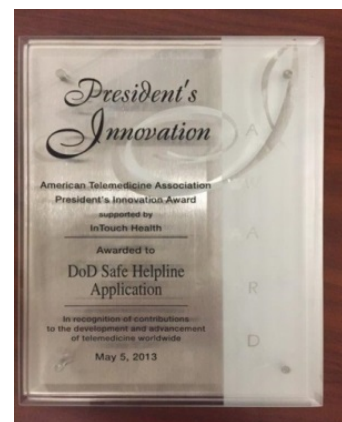 President's
Innovation
American Telemedicine Association
President's Innovation Award
supported by
InTouch Health
Awarded to
DoD Safe Helpline
Application
In recognition of contributions
to the development and advancement
of telemedicine worldwide
May 5, 2013
A
W
A
R
D